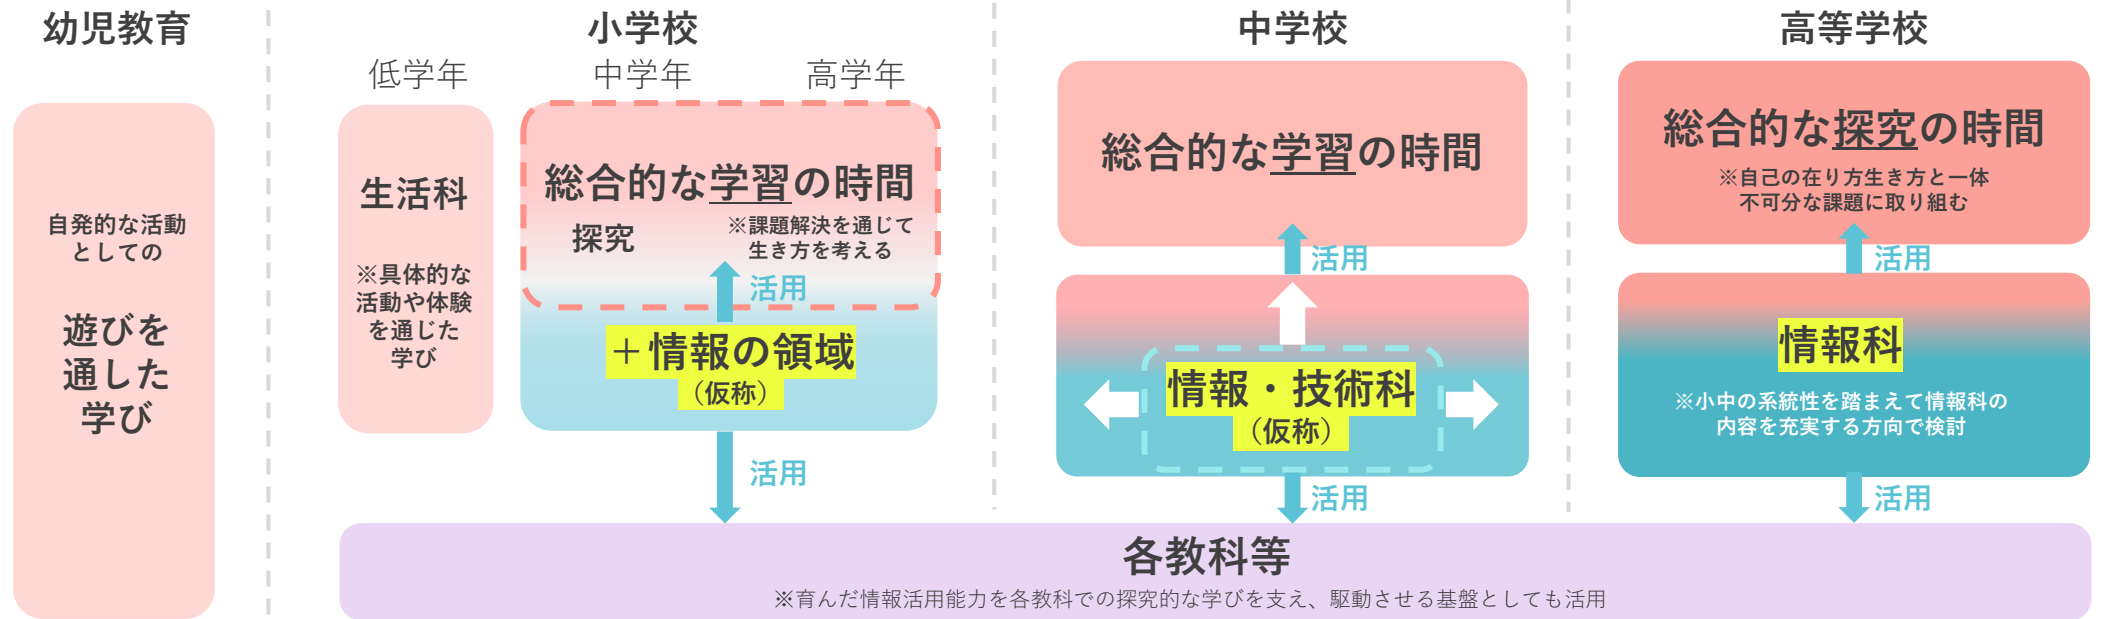 幼児教育
自発的な活動
としての
遊びを
通した
学び
小学校
低学年
中学年
高学年
生活科
※具体的な
活動や体験
を通じた
学び
総合的な学習の時間
探究
※課題解決を通じて
生き方を考える
活用
＋情報の領域
（仮称）
活用
中学校
総合的な学習の時間
活用
情報・技術科
（仮称）
活用
高等学校
総合的な探究の時間
※自己の在り方生き方と一体
不可分な課題に取り組む
活用
情報科
※小中の系統性を踏まえて情報科の
内容を充実する方向で検討
活用
各教科等
※育んだ情報活用能力を各教科での探究的な学びを支え、駆動させる基盤としても活用